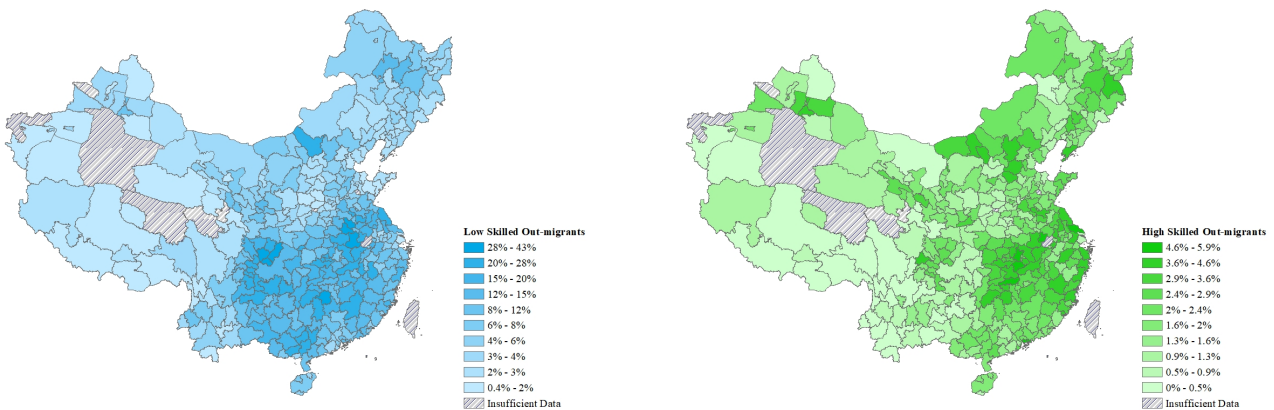 Low Skilled Out-migrants
28% - 43%
20% - 28%
15% - 20%
12% - 15%
8% - 12%
6% - 8%
4% - 6%
3% - 4%
2% - 3%
0.4% - 2%
Insufficient Data
High Skilled Out-migrants
4.6% - 5.9%
3.6% - 4.6%
2.9% - 3.6%
2.4% - 2.9%
2% - 2.4%
1.6% - 2%
1.3% - 1.6%
0.9% - 1.3%
0.5% - 0.9%
0% - 0.5%
Insufficient Data